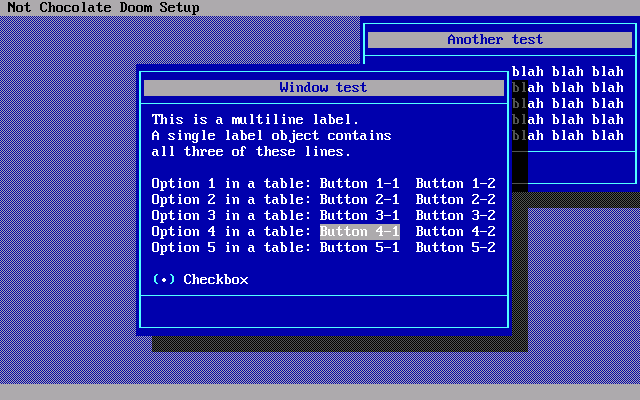 Not Chocolate Doom Setup
Another test
blah blah blah
blah blah blah
blah blah blah
blah blah blah
blah blah blah
Window test
This is a multiline label.
A single label object contains
all three of these lines.
Option 1 in a table: Button 1-1 Button 1-2
Option 2 in a table: Button 2-1 Button 2-2
Option 3 in a table: Button 3-1 Button 3-2
Option 4 in a table: Button 4-1 Button 4-2
Option 5 in a table: Button 5-1 Button 5-2
(•) Checkbox